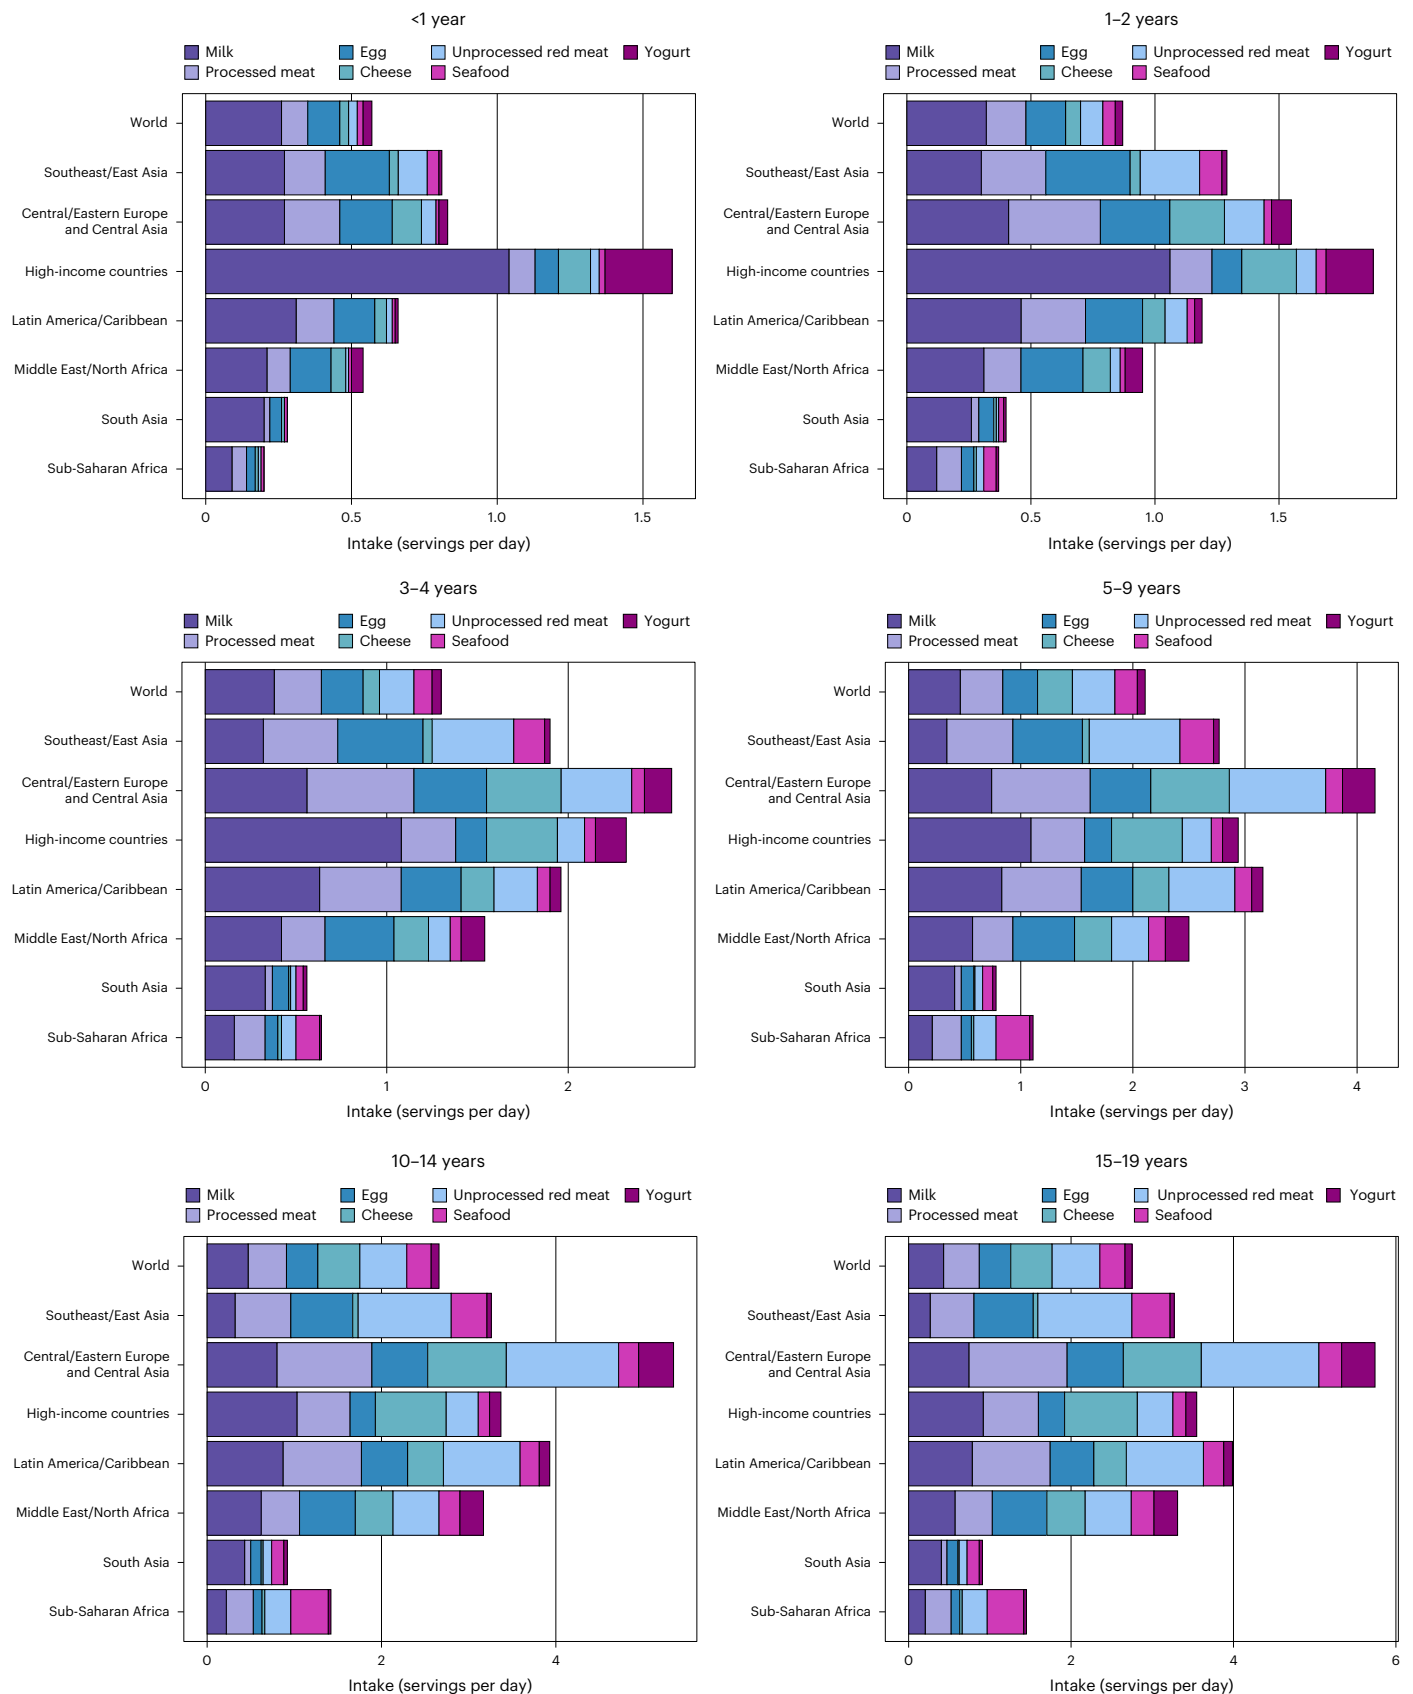 <1 year
Milk Egg Unprocessed red meat Yogurt
Processed meat Cheese Seafood
World
Southeast/East Asia
Central/Eastern Europe
and Central Asia
High-income countries
Latin America/Caribbean
Middle East/North Africa
South Asia
Sub-Saharan Africa
0 0.5 1.0 1.5
Intake (servings per day)
1–2 years
Milk Egg Unprocessed red meat Yogurt
Processed meat Cheese Seafood
World
Southeast/East Asia
Central/Eastern Europe
and Central Asia
High-income countries
Latin America/Caribbean
Middle East/North Africa
South Asia
Sub-Saharan Africa
0 0.5 1.0 1.5
Intake (servings per day)
3–4 years
Milk Egg Unprocessed red meat Yogurt
Processed meat Cheese Seafood
World
Southeast/East Asia
Central/Eastern Europe
and Central Asia
High-income countries
Latin America/Caribbean
Middle East/North Africa
South Asia
Sub-Saharan Africa
0 1 2
Intake (servings per day)
5–9 years
Milk Egg Unprocessed red meat Yogurt
Processed meat Cheese Seafood
World
Southeast/East Asia
Central/Eastern Europe
and Central Asia
High-income countries
Latin America/Caribbean
Middle East/North Africa
South Asia
Sub-Saharan Africa
0 1 2 3 4
Intake (servings per day)
10–14 years
Milk Egg Unprocessed red meat Yogurt
Processed meat Cheese Seafood
World
Southeast/East Asia
Central/Eastern Europe
and Central Asia
High-income countries
Latin America/Caribbean
Middle East/North Africa
South Asia
Sub-Saharan Africa
0 2 4
Intake (servings per day)
15–19 years
Milk Egg Unprocessed red meat Yogurt
Processed meat Cheese Seafood
World
Southeast/East Asia
Central/Eastern Europe
and Central Asia
High-income countries
Latin America/Caribbean
Middle East/North Africa
South Asia
Sub-Saharan Africa
0 2 4 6
Intake (servings per day)